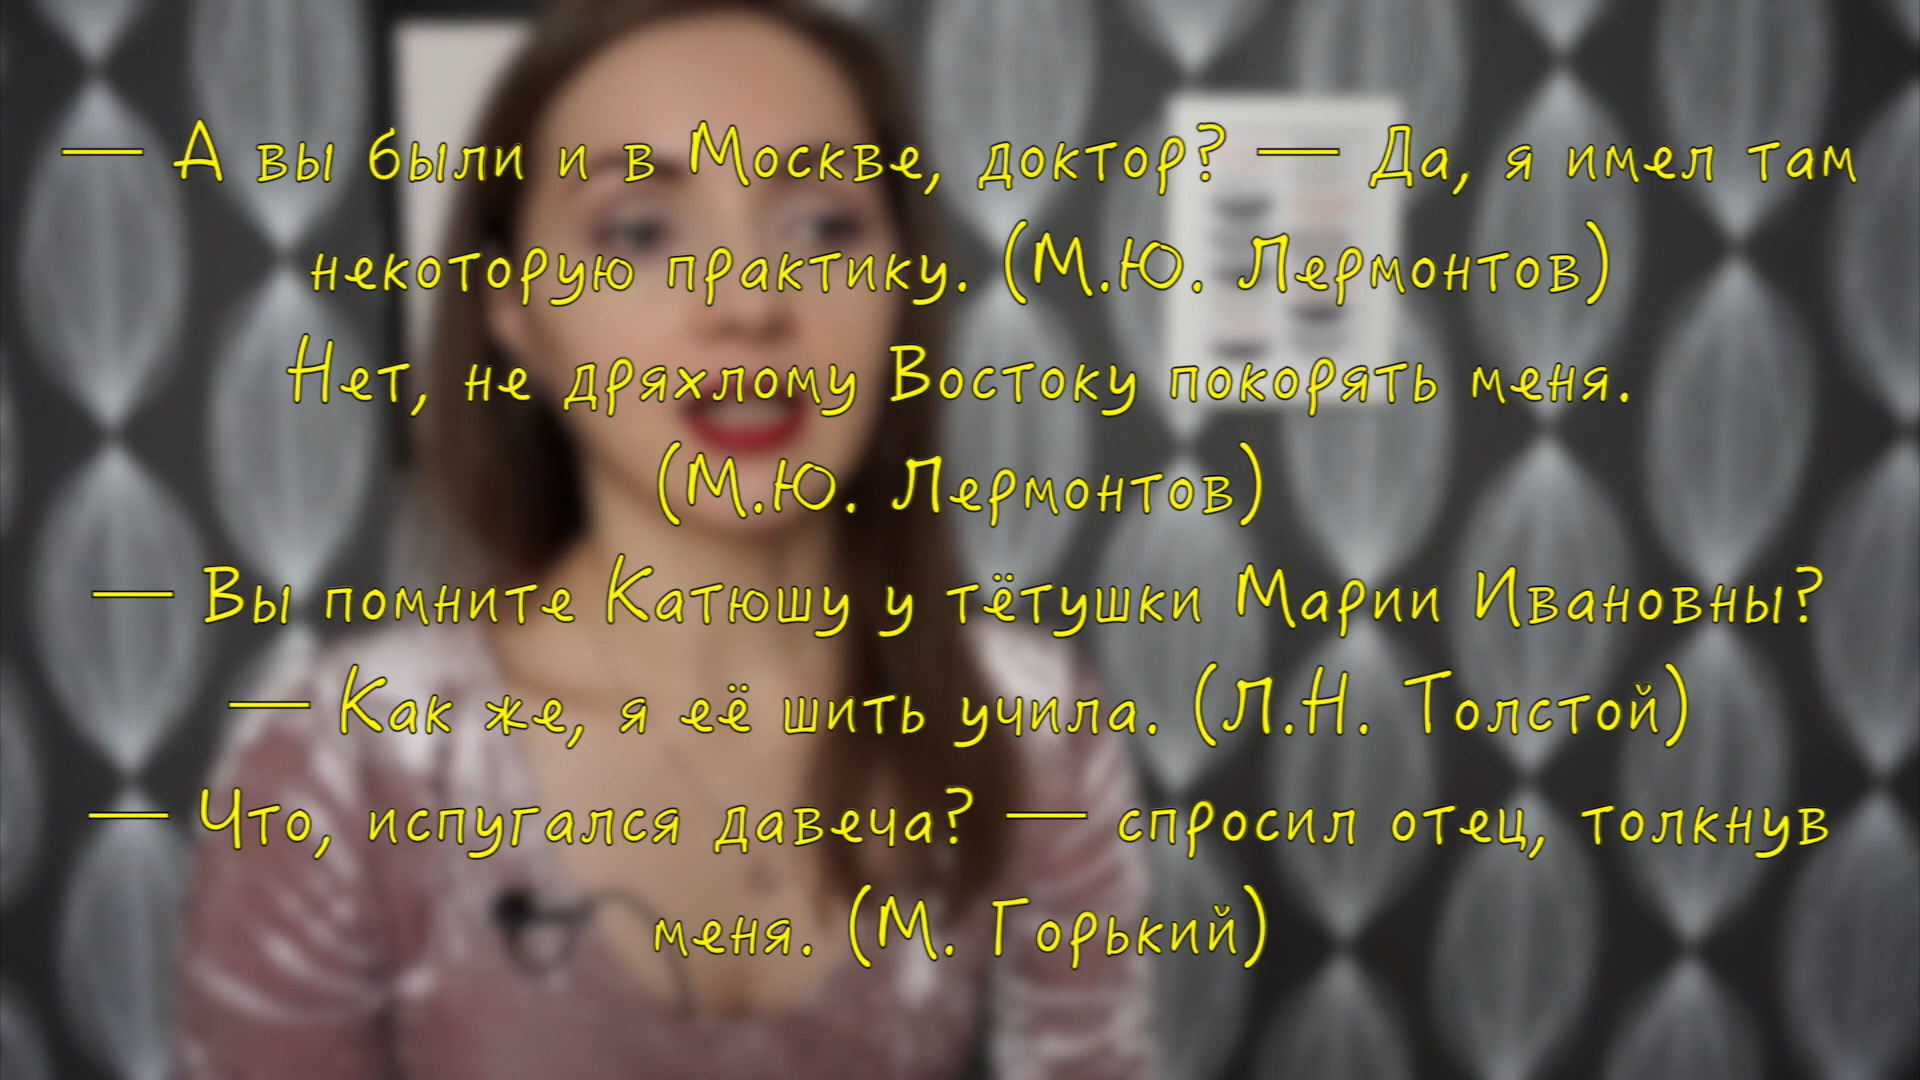 — А вы были и в Москве, доктор? — Да, я имел там
некоторую практику. (М.Ю. Лермонтов)
Нет, не дряхлому Востоку покорять меня.
(М.Ю. Лермонтов)
— Вы помните Катюшу у тётушки Марии Ивановны?
— Как же, я её шить учила. (Л.Н. Толстой)
— Что, испугался давеча? — спросил отец, толкнув
меня. (М. Горький)